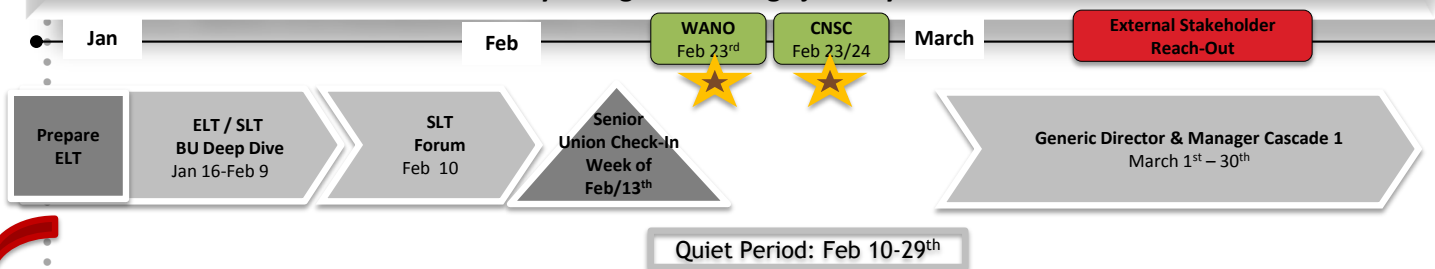 Jan
Feb
WANO
Feb 23rd
CNSC
Feb 23/24
March
External Stakeholder
Reach-Out
Prepare
ELT
ELT / SLT
BU Deep Dive
Jan 16-Feb 9
SLT
Forum
Feb 10
Senior
Union Check-In
Week of
Feb/13th
Generic Director & Manager Cascade 1
March 1st – 30th
Quiet Period: Feb 10-29th